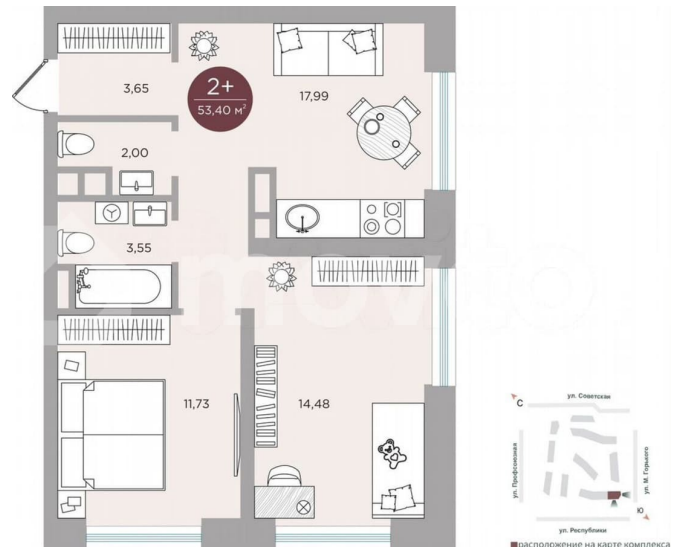 3,65
2+
53,40 м²
17,99
2,00
3,55
movto
11,73
14,48
ул. Советская
С
ул. Профсоюзная
ул. М. Горького
Ю
ул. Республики
расположение на карте комплекса